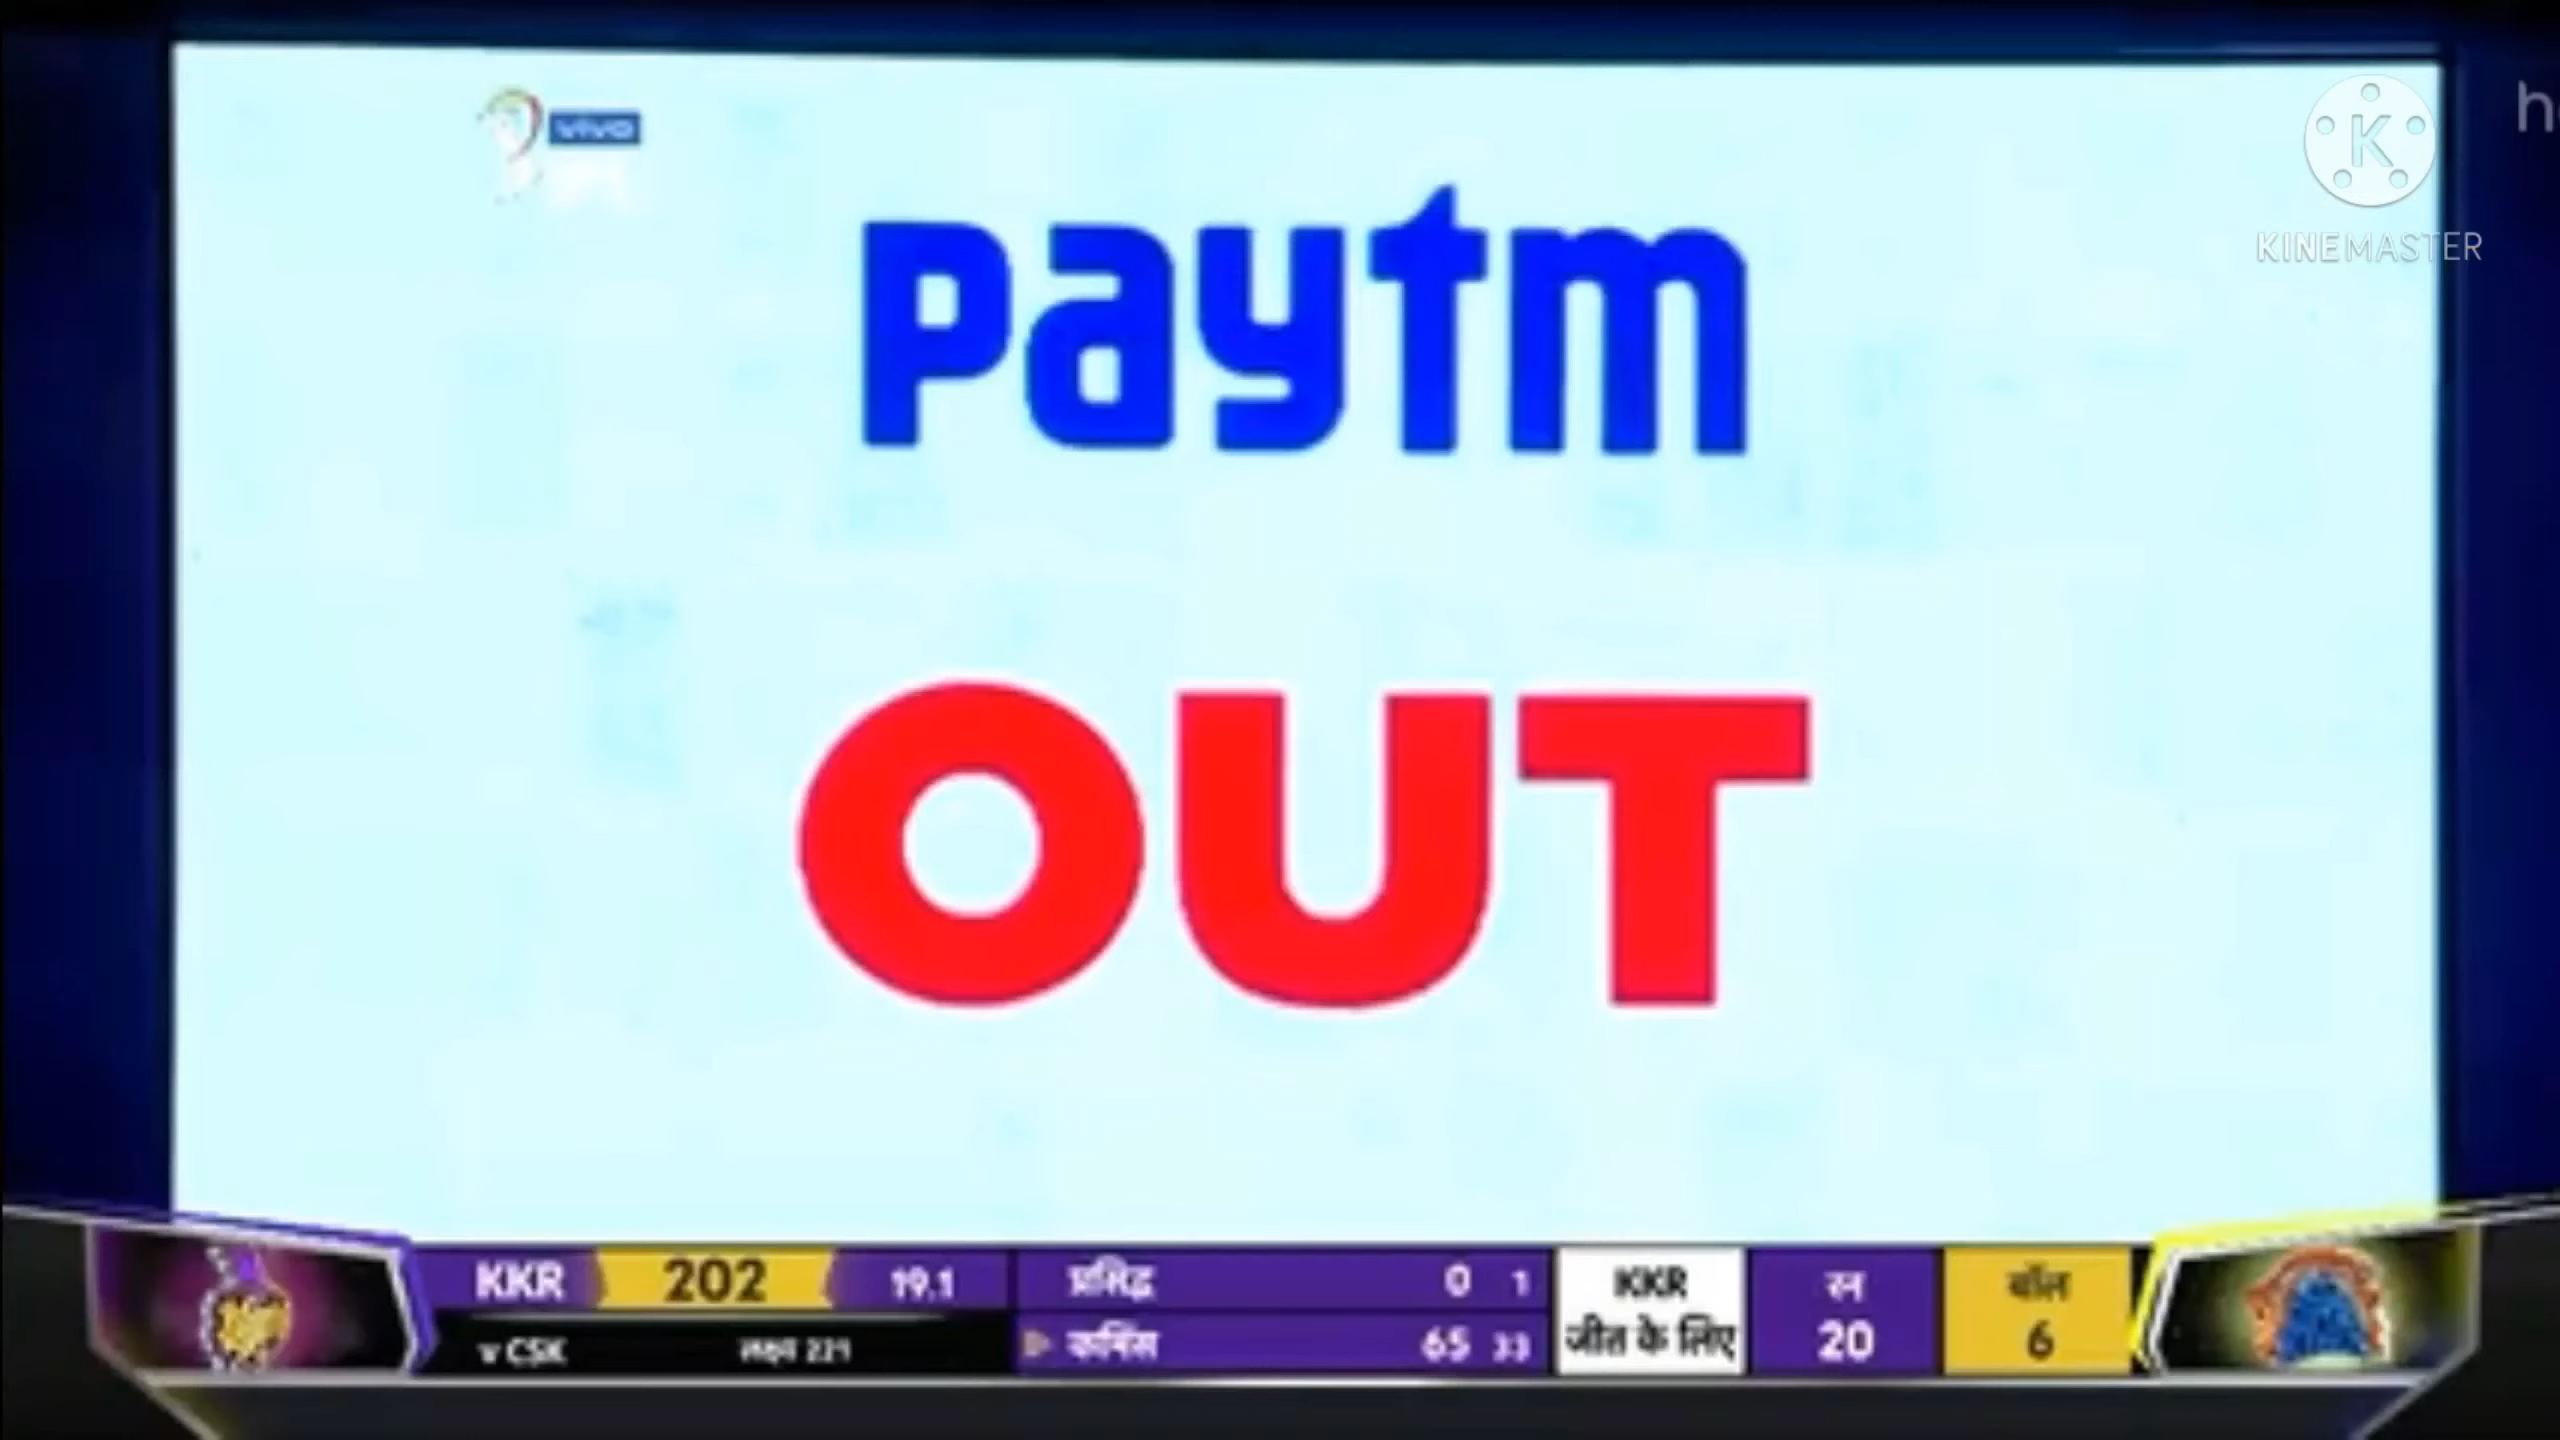 vivo
h
KINEMASTER
paytm
OUT
KKR 202 19.1
v CSK लक्ष्य 221
प्रसिद्ध 0 1
कमिंस 65 33
KKR
जीत के लिए
रन
20
बॉल
6